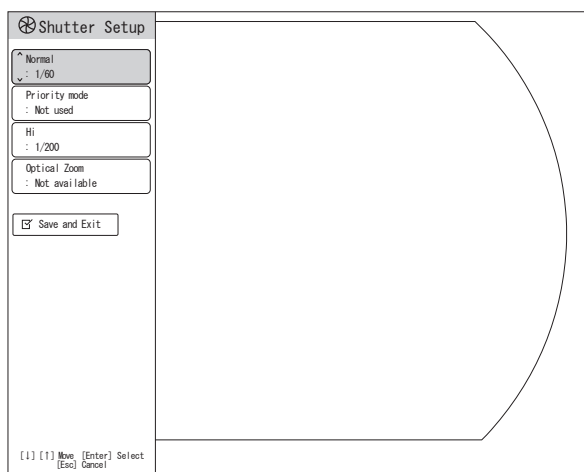 Shutter Setup
Normal
: 1/60
Priority mode
: Not used
Hi
: 1/200
Optical Zoom
: Not available
Save and Exit
[↓] [↑] Move [Enter] Select
[Esc] Cancel